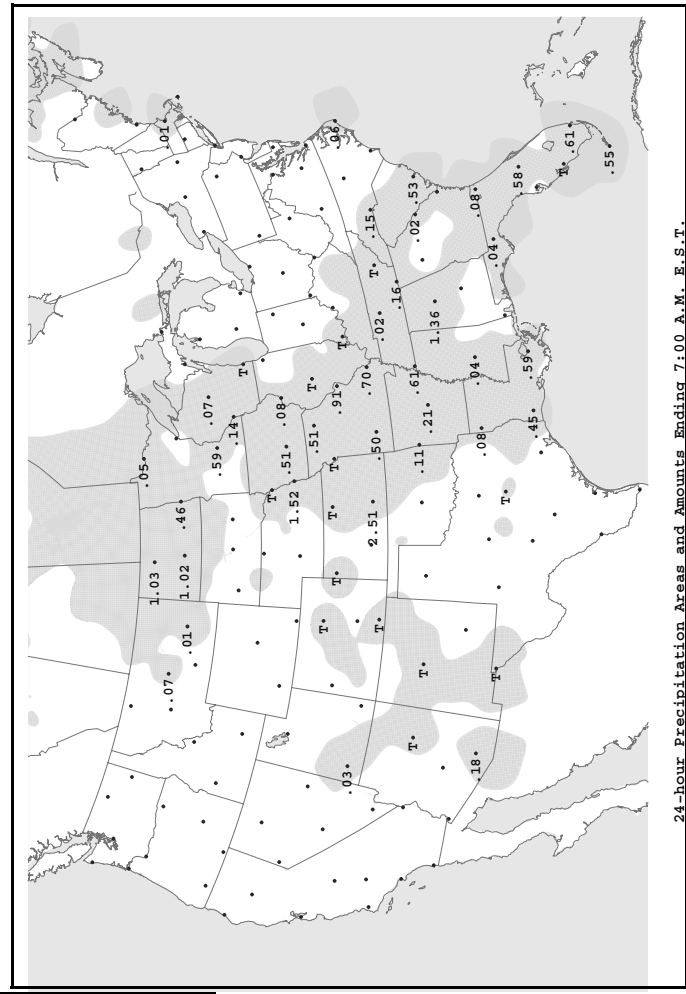 .05
1.03
.01
.07
.46
1.02
.01
.07
.59
.14
T
T
.08
.51
1.52
T
.51
T
T
T
.06
T
.91
T
.03
.70
.15
2.51
T
.50
T
.02
.16
T
.53
.61
.02
.11
T
.21
1.36
.04
.08
.18
.08
.04
T
T
.58
.59
.45
T
.61
.55
24-hour Precipitation Areas and Amounts Ending 7:00 A.M. E.S.T.